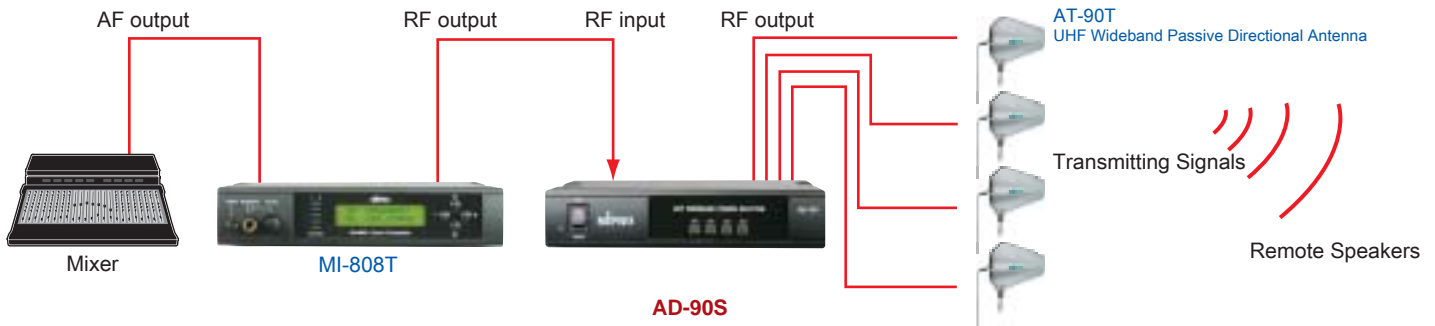 AF output
RF output
RF input
RF output
AT-90T
UHF Wideband Passive Directional Antenna
Transmitting Signals
Mixer
MI-808T
AD-90S
Remote Speakers